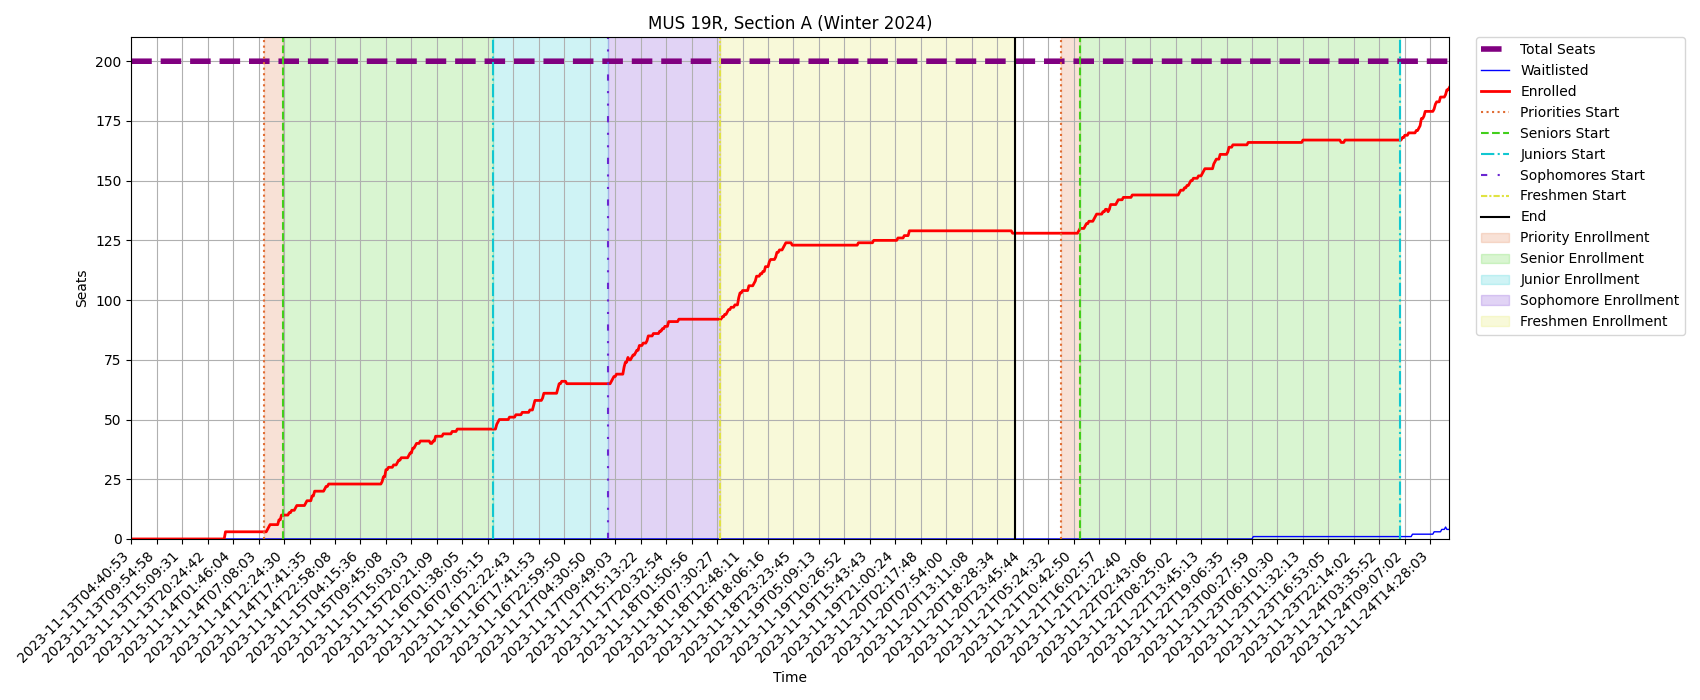 MUS 19R, Section A (Winter 2024)
Seats
200
175
150
125
100
75
50
25
0
2023-11-13T04:40:53
2023-11-13T09:54:58
2023-11-13T15:09:31
2023-11-13T20:24:42
2023-11-14T01:46:04
2023-11-14T07:08:03
2023-11-14T12:24:30
2023-11-14T17:41:35
2023-11-14T22:58:08
2023-11-15T04:15:36
2023-11-15T09:45:08
2023-11-15T15:03:03
2023-11-15T20:21:09
2023-11-16T01:38:05
2023-11-16T07:05:15
2023-11-16T12:22:43
2023-11-16T17:41:53
2023-11-16T22:59:50
2023-11-17T04:30:50
2023-11-17T09:49:03
2023-11-17T15:13:22
2023-11-17T20:32:54
2023-11-18T01:50:56
2023-11-18T07:30:27
2023-11-18T12:48:11
2023-11-18T18:06:16
2023-11-18T23:23:45
2023-11-19T05:09:13
2023-11-19T10:26:52
2023-11-19T15:43:43
2023-11-19T21:00:24
2023-11-20T02:17:48
2023-11-20T07:54:00
2023-11-20T13:11:08
2023-11-20T18:28:34
2023-11-20T23:45:44
2023-11-21T05:24:32
2023-11-21T10:42:50
2023-11-21T16:02:57
2023-11-21T21:22:40
2023-11-22T02:43:06
2023-11-22T08:25:02
2023-11-22T13:45:13
2023-11-22T19:06:35
2023-11-23T00:27:59
2023-11-23T06:10:30
2023-11-23T11:32:13
2023-11-23T16:53:05
2023-11-23T22:14:02
2023-11-24T03:35:52
2023-11-24T09:07:02
2023-11-24T14:28:03
Time
Total Seats
Waitlisted
Enrolled
Priorities Start
Seniors Start
Juniors Start
Sophomores Start
Freshmen Start
End
Priority Enrollment
Senior Enrollment
Junior Enrollment
Sophomore Enrollment
Freshmen Enrollment